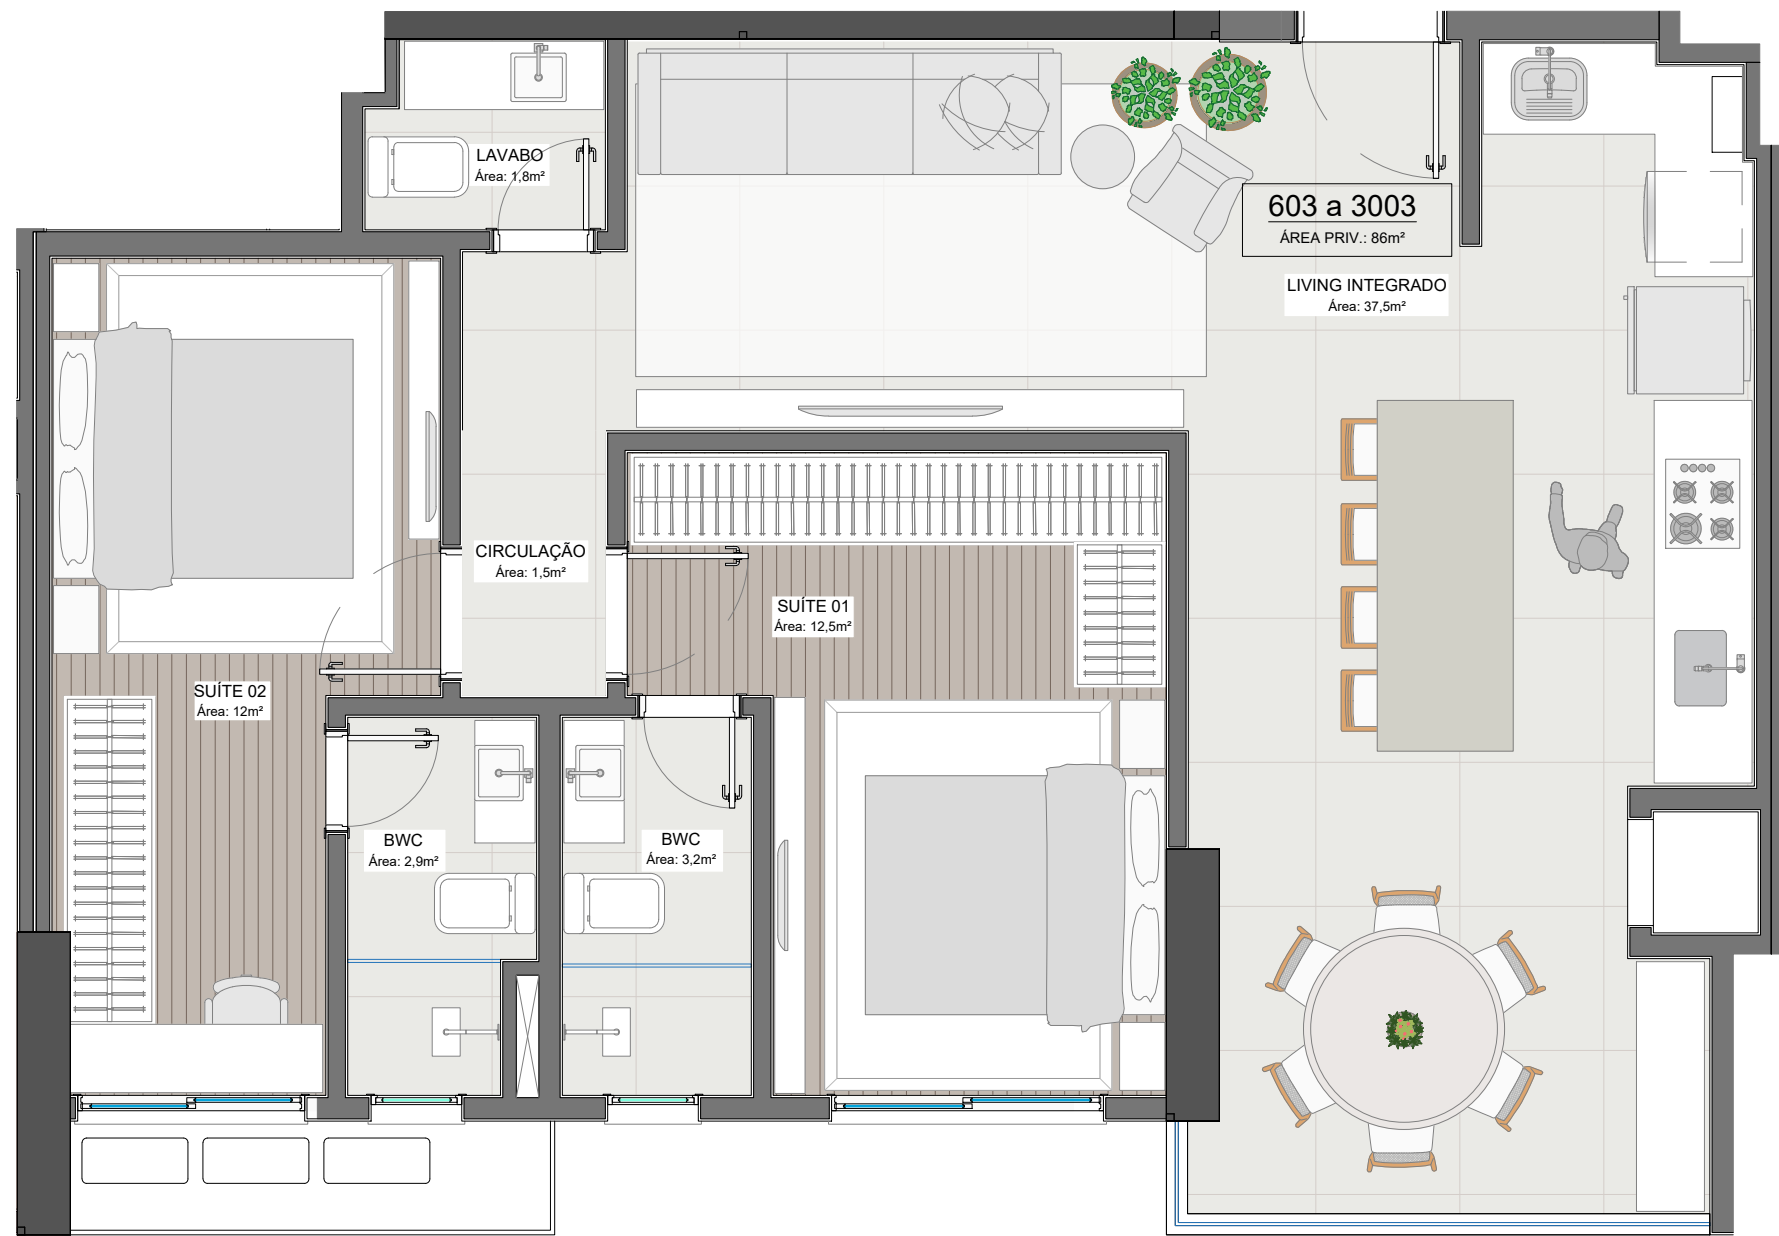 LAVABO
Área: 1,8m²
603 a 3003
ÁREA PRIV.: 86m²
LIVING INTEGRADO
Área: 37,5m²
CIRCULAÇÃO
Área: 1,5m²
SUÍTE 01
Área: 12,5m²
SUÍTE 02
Área: 12m²
BWC
Área: 2,9m²
BWC
Área: 3,2m²